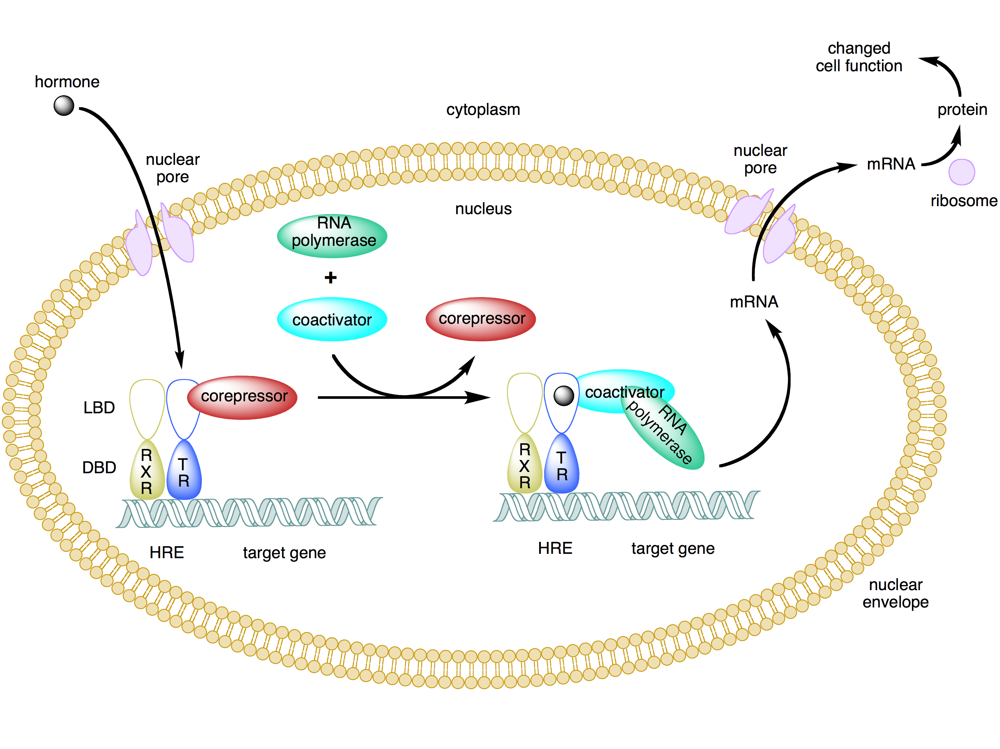 changed
cell function
hormone
protein
cytoplasm
nuclear
pore
nuclear
pore
mRNA
ribosome
nucleus
RNA
polymerase
+
mRNA
coactivator
corepressor
corepressor
coactivator
RNA
polymerase
LBD
DBD
R
X
R
T
R
R
X
R
T
R
HRE
target gene
HRE
target gene
nuclear
envelope